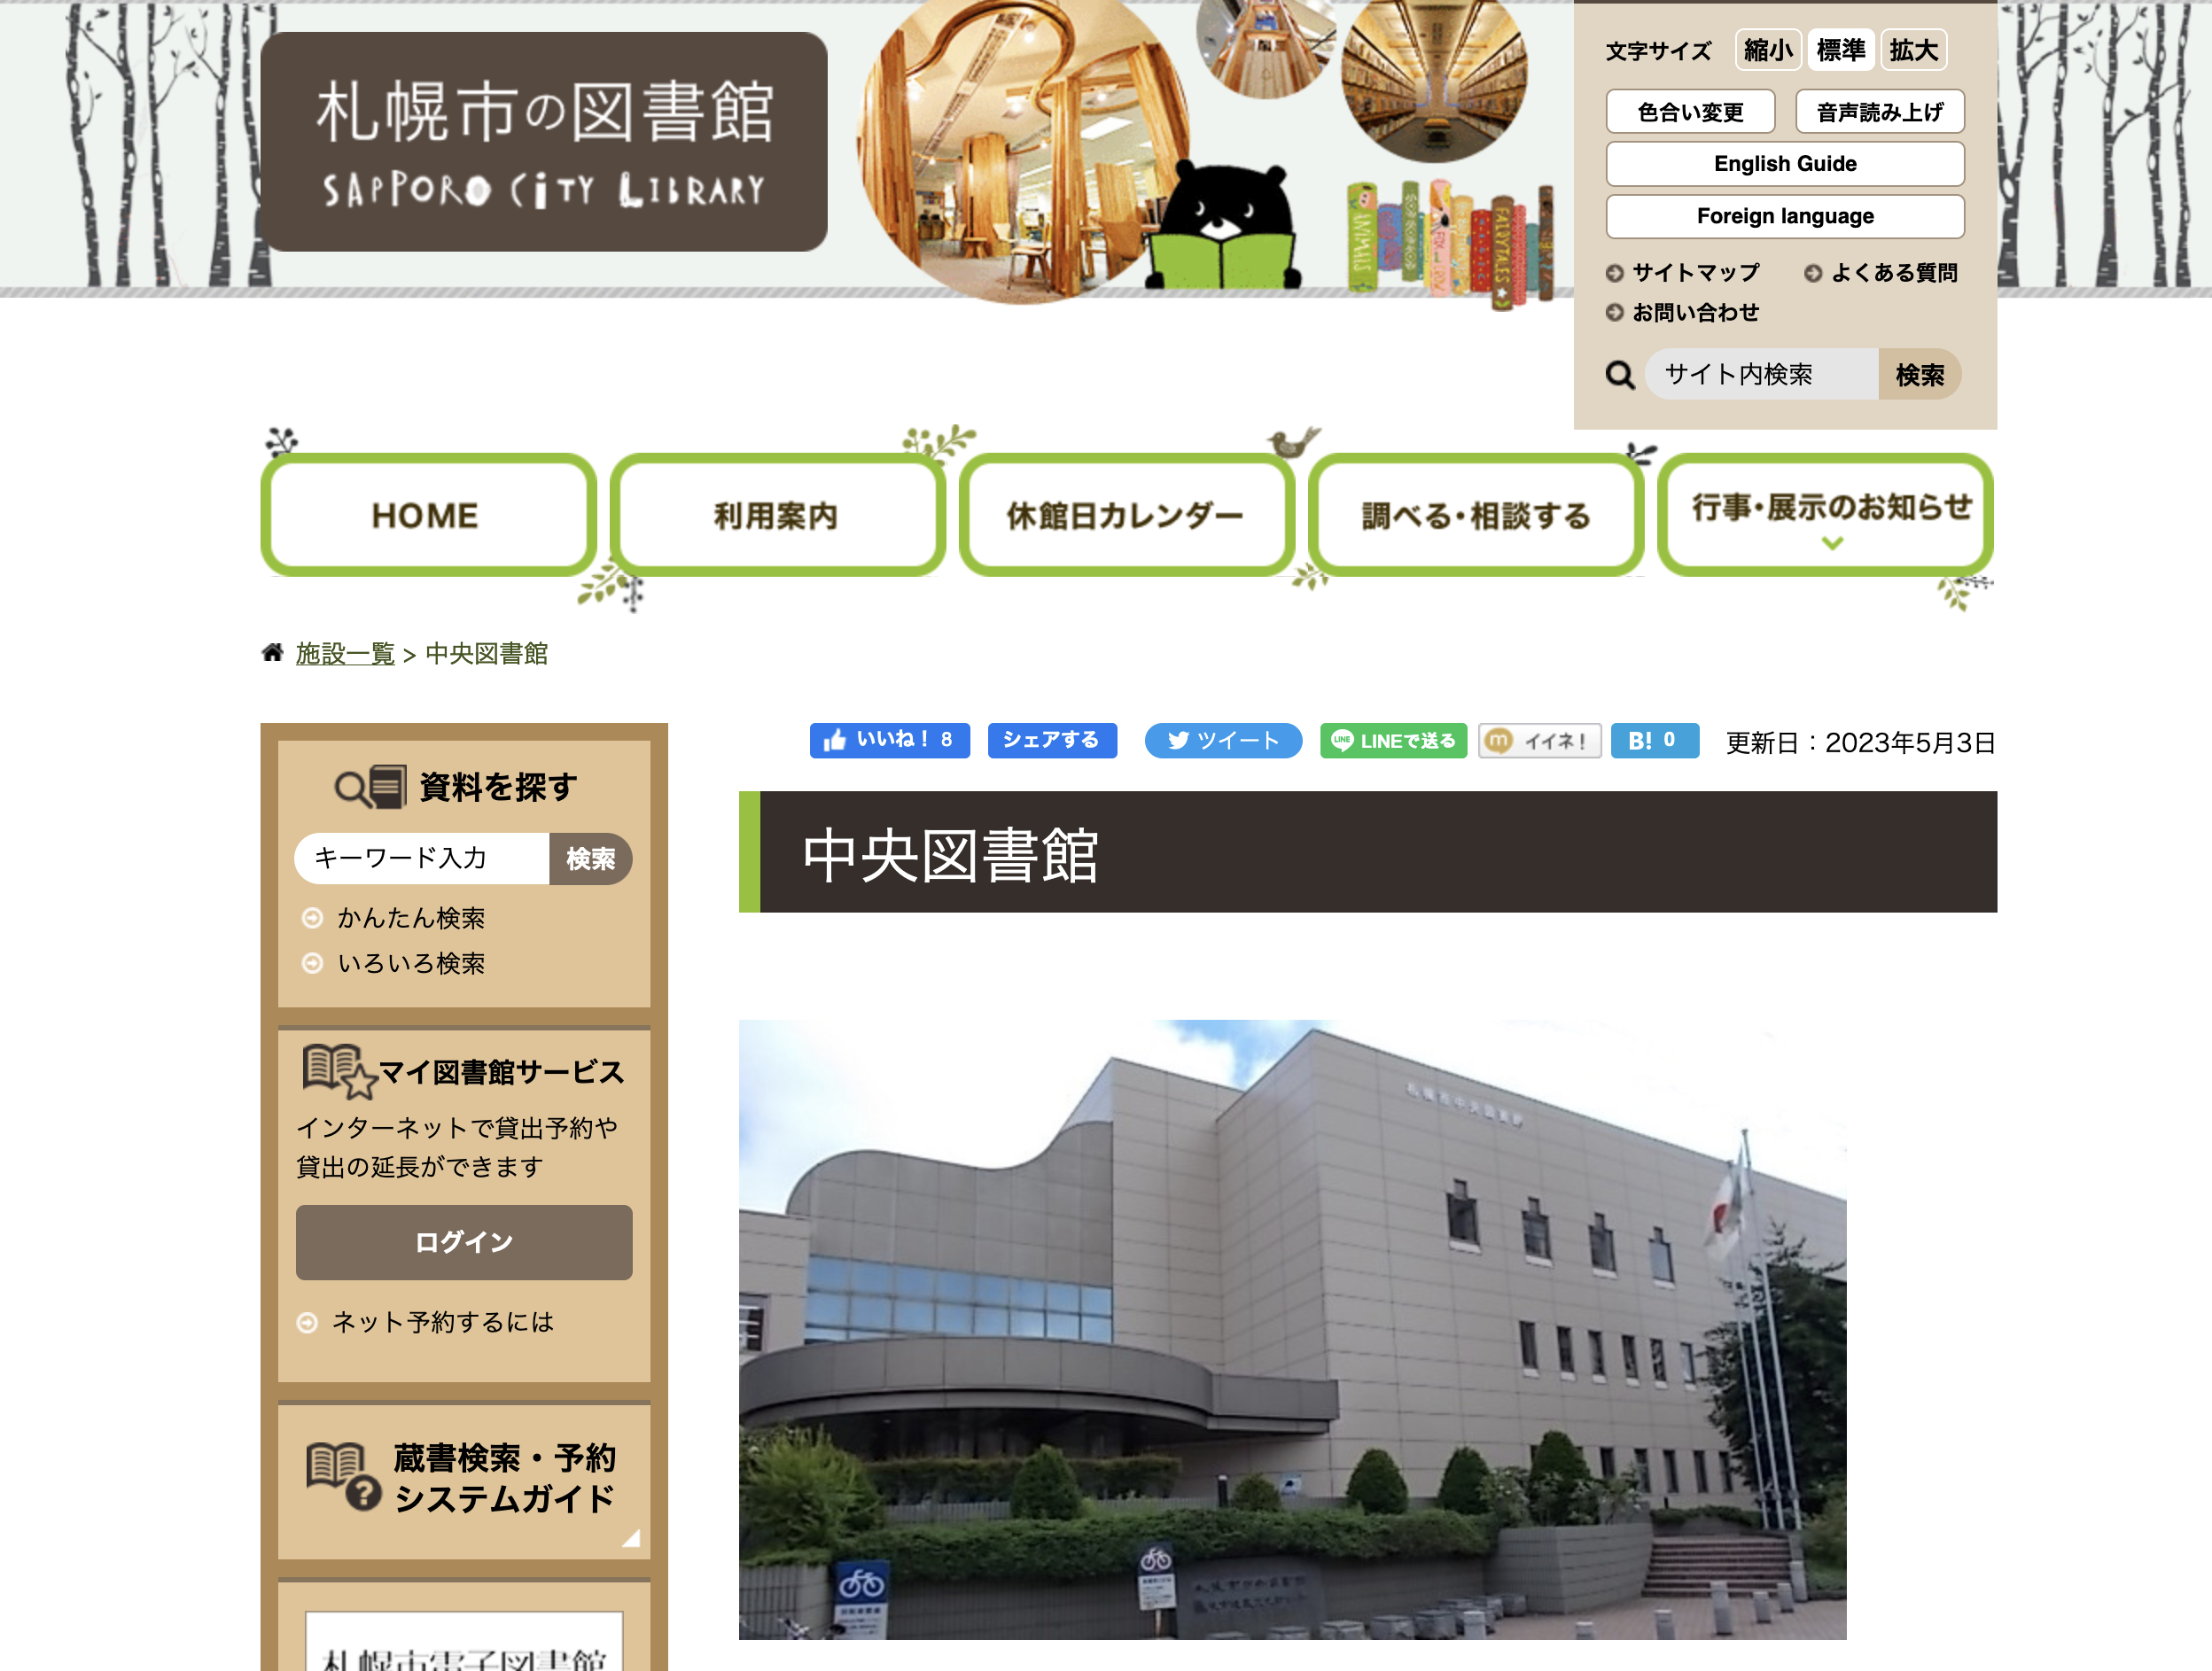 札幌市の図書館
SAPPORO CITY LIBRARY
ANIMALS
FAIRYTALES
文字サイズ 縮小 標準 拡大
色合い変更 音声読み上げ
English Guide
Foreign language
サイトマップ よくある質問
お問い合わせ
サイト内検索 検索
HOME 利用案内 休館日カレンダー 調べる・相談する 行事・展示のお知らせ
施設一覧 > 中央図書館
いいね！ 8 シェアする ツイート LINE LINEで送る m イイネ！ B! 0 更新日：2023年5月3日
資料を探す
キーワード入力 検索
かんたん検索
いろいろ検索
マイ図書館サービス
インターネットで貸出予約や
貸出の延長ができます
ログイン
ネット予約するには
蔵書検索・予約
システムガイド
札幌市電子図書館
中央図書館
札幌市中央図書館